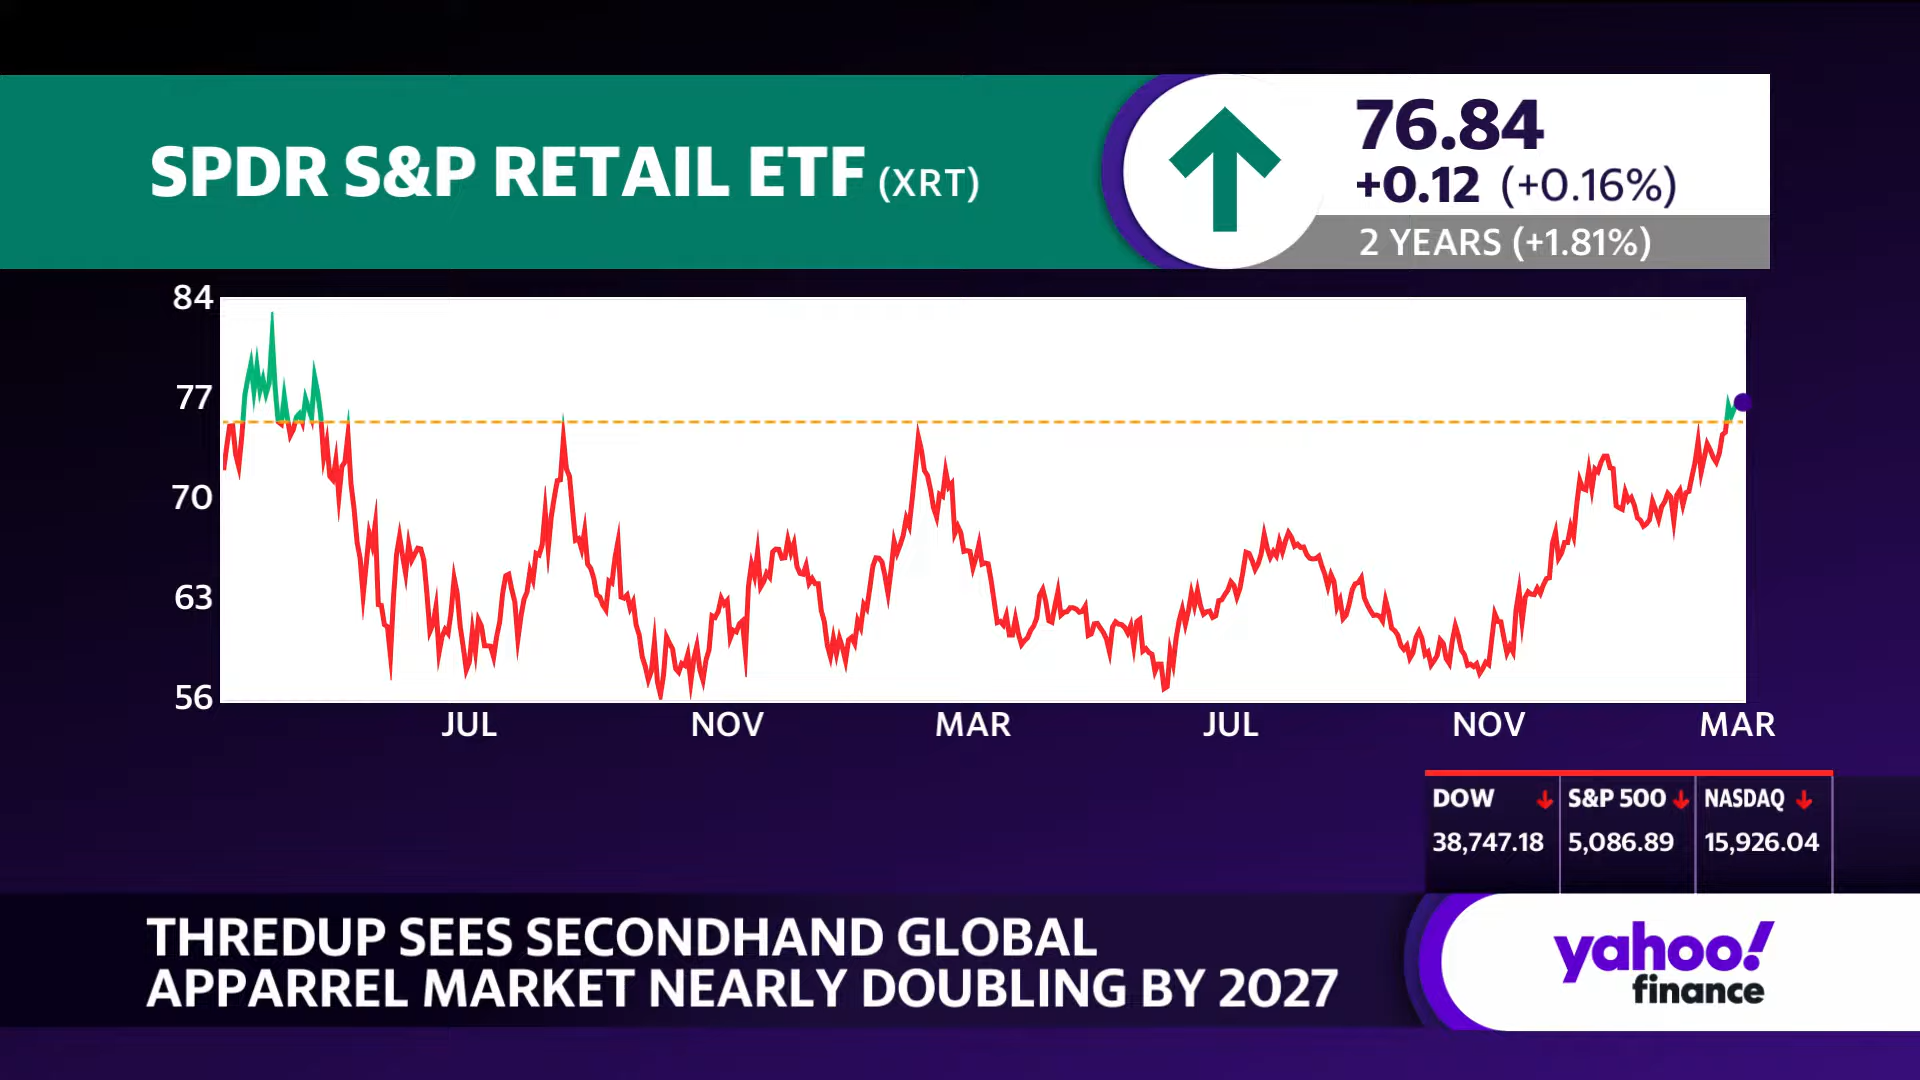 SPDR S&P RETAIL ETF (XRT)
76.84
+0.12 (+0.16%)
2 YEARS (+1.81%)
84
77
70
63
56
JUL NOV MAR JUL NOV MAR
DOW S&P 500 NASDAQ
38,747.18 5,086.89 15,926.04
THREDUP SEES SECONDHAND GLOBAL
APPARREL MARKET NEARLY DOUBLING BY 2027
yahoo!
finance